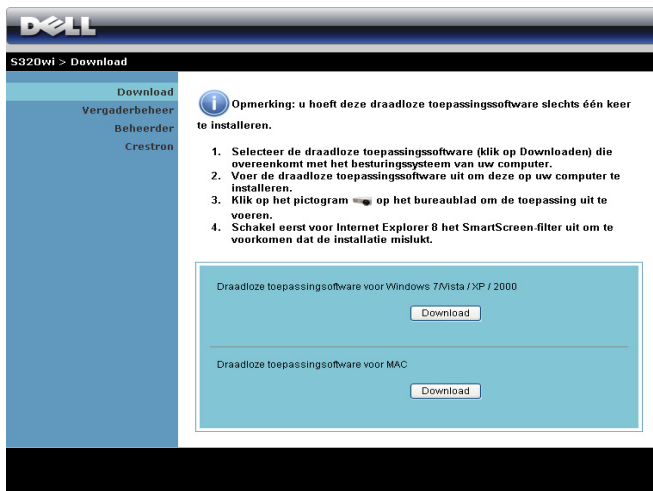 DELL
S320wi > Download
Download
Vergaderbeheer
Beheerder
Crestron
Opmerking: u hoeft deze draadloze toepassingssoftware slechts één keer
te installeren.
1. Selecteer de draadloze toepassingssoftware (klik op Downloaden) die
overeenkomt met het besturingssysteem van uw computer.
2. Voer de draadloze toepassingssoftware uit om deze op uw computer te
installeren.
3. Klik op het pictogram op het bureaublad om de toepassing uit te
voeren.
4. Schakel eerst voor Internet Explorer 8 het SmartScreen-filter uit om te
voorkomen dat de installatie mislukt.
Draadloze toepassingsoftware voor Windows 7/Vista / XP / 2000
Download
Draadloze toepassingsoftware voor MAC
Download